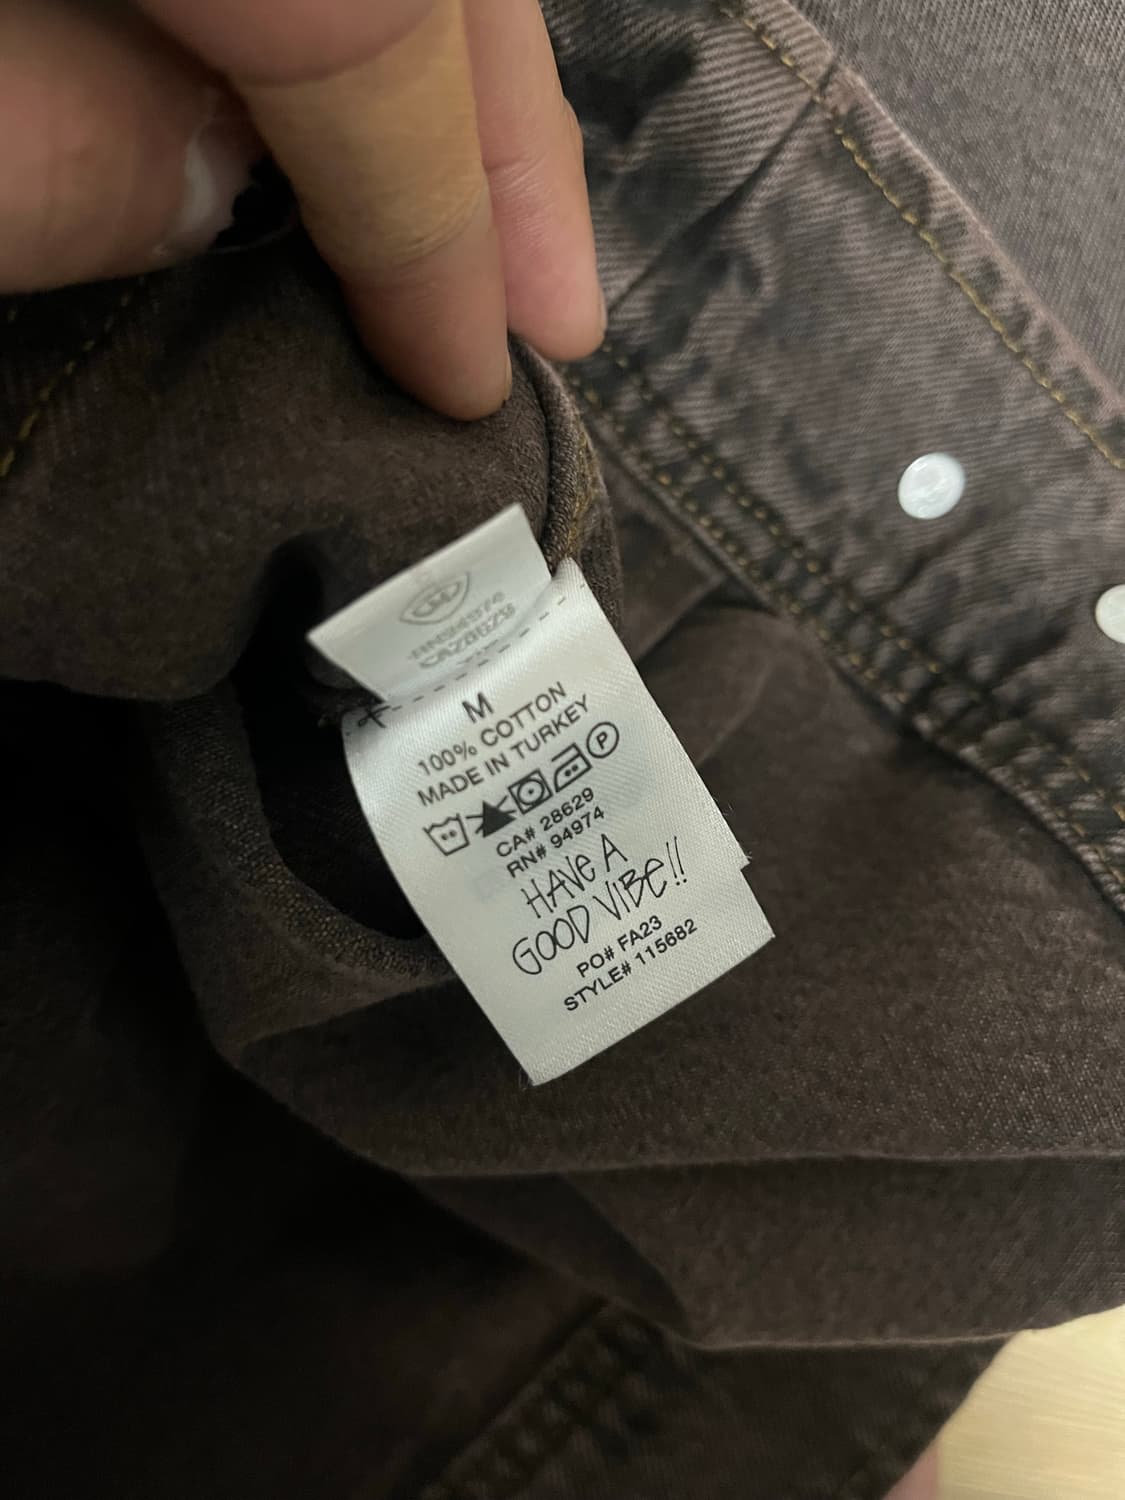 M
100% COTTON
MADE IN TURKEY
P
CA# 28629
RN# 94974
HAVE A
GOOD VIBE!!
PO# FA23
STYLE# 115682